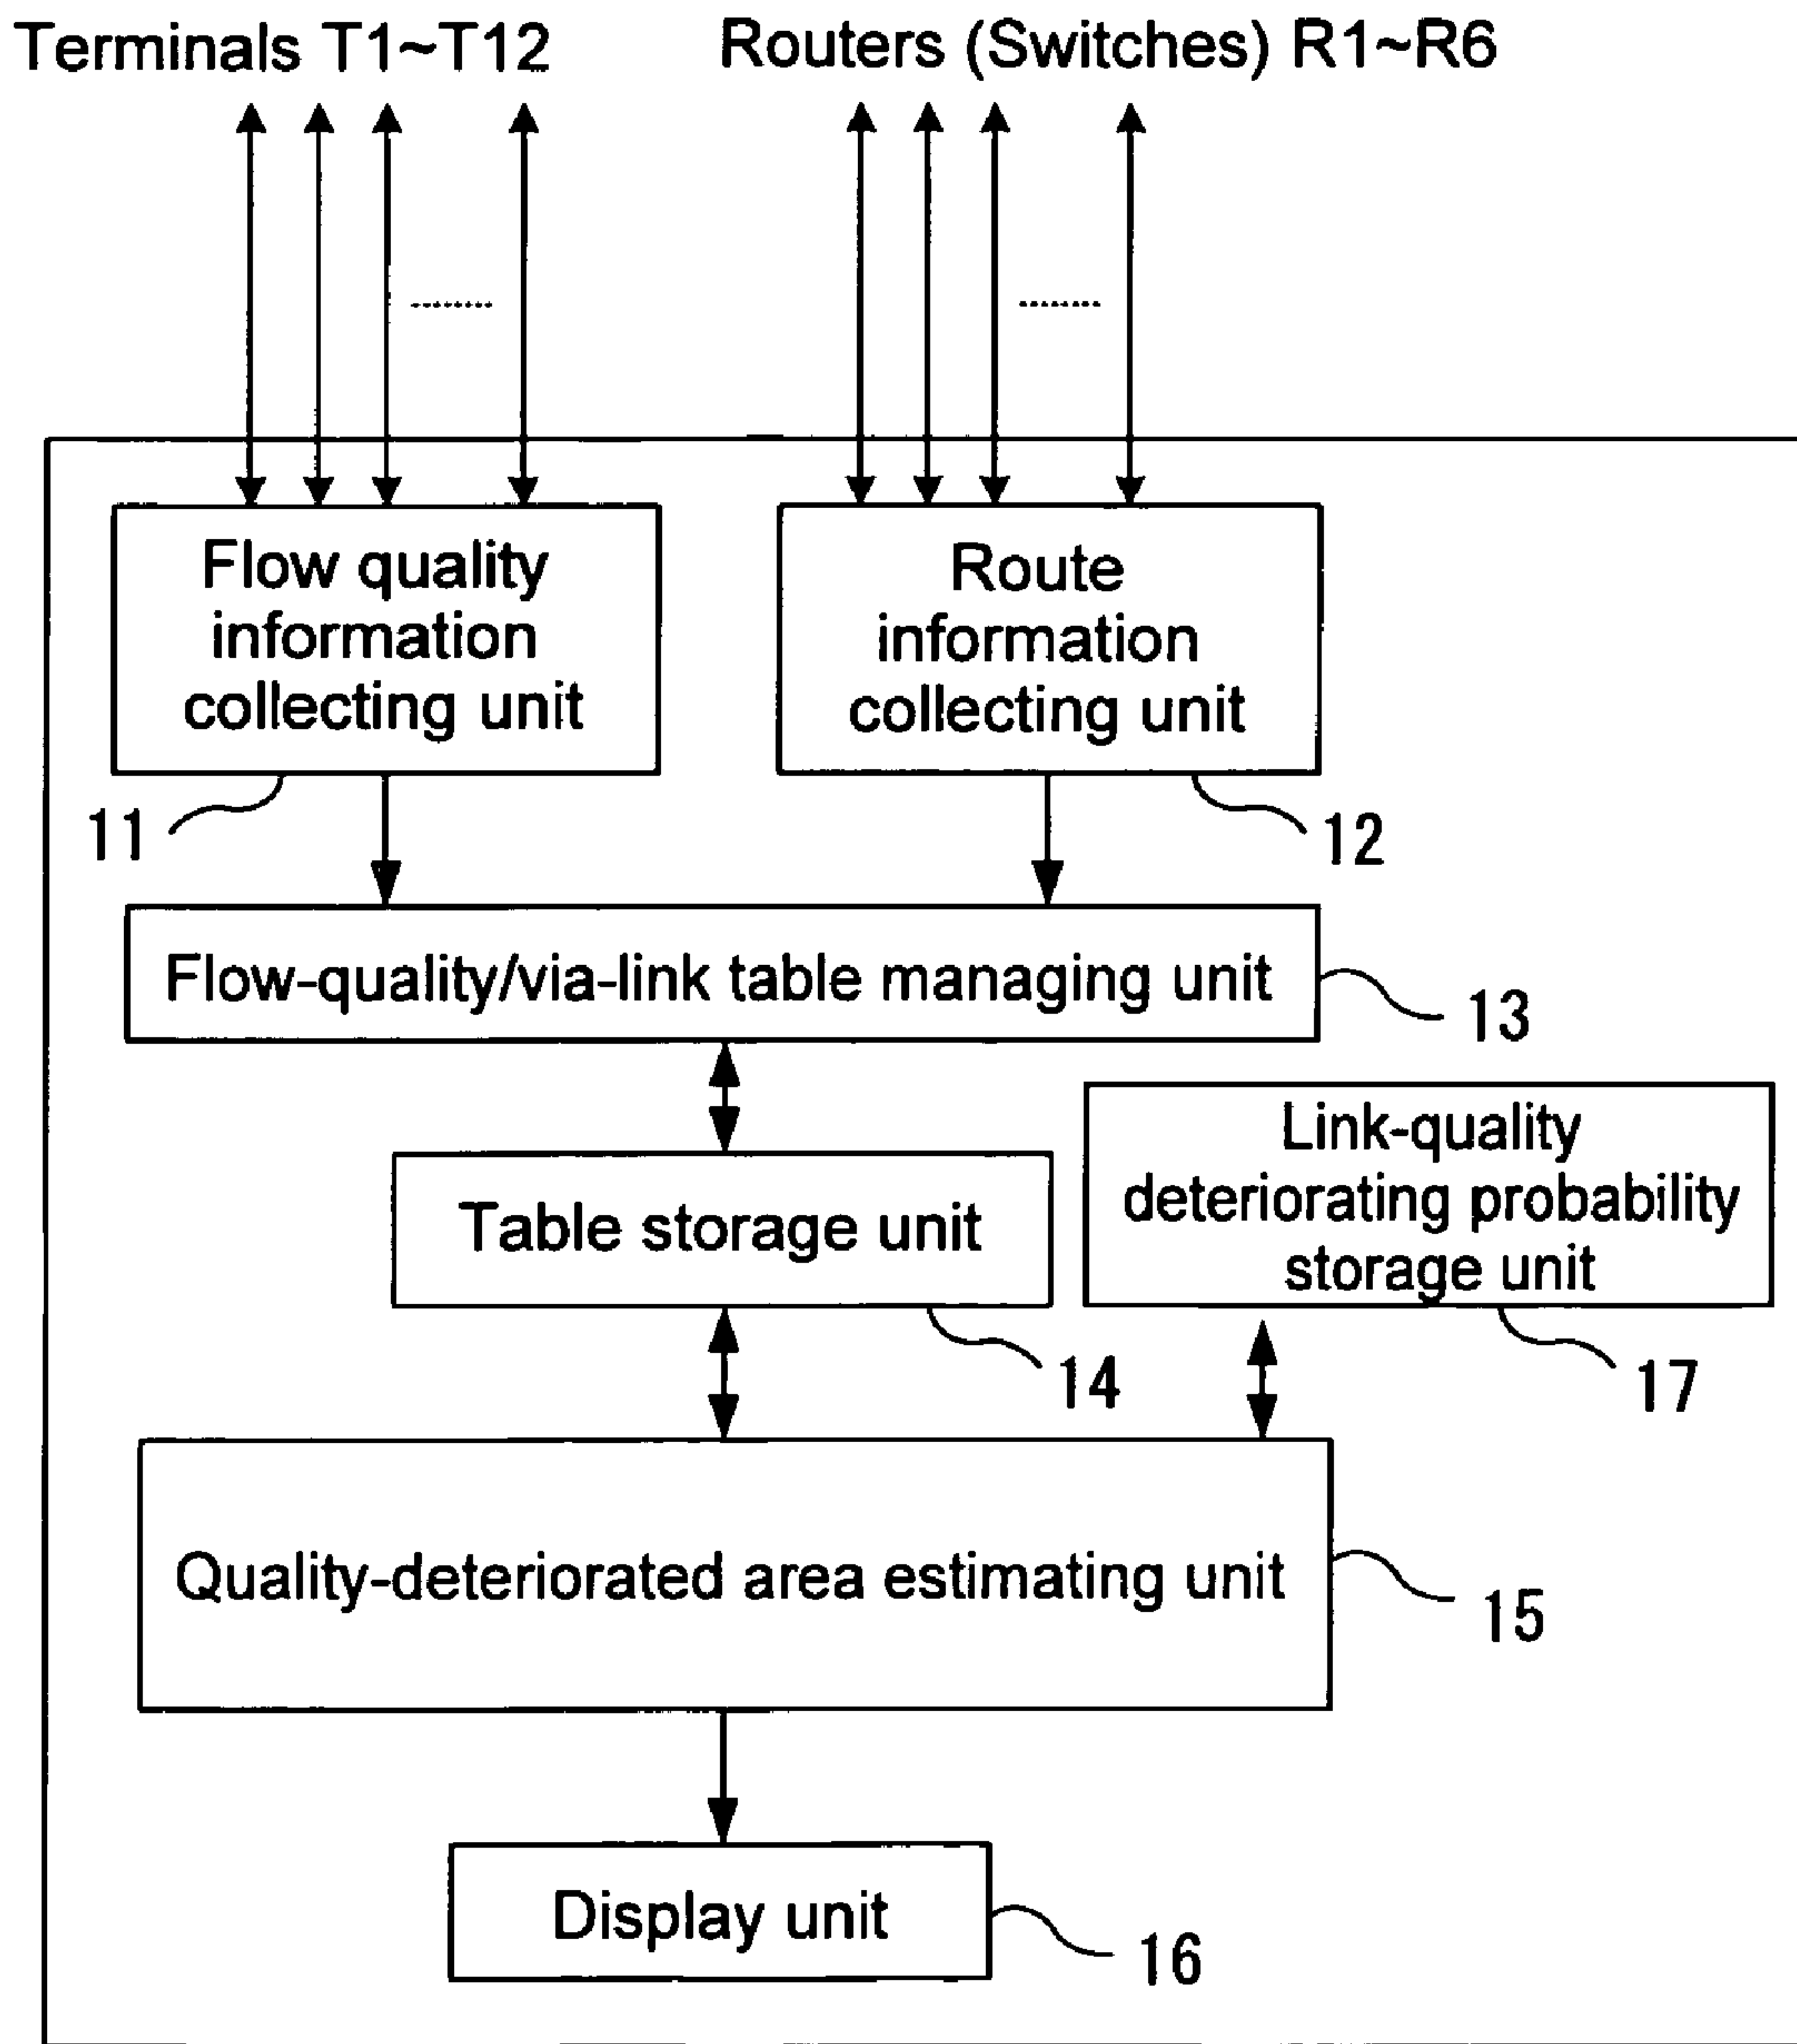 Terminals T1~T12
Routers (Switches) R1~R6
Flow quality
information
collecting unit
11
Route
information
collecting unit
12
Flow-quality/via-link table managing unit
13
Link-quality
deteriorating probability
storage unit
17
Table storage unit
14
Quality-deteriorated area estimating unit
15
Display unit
16